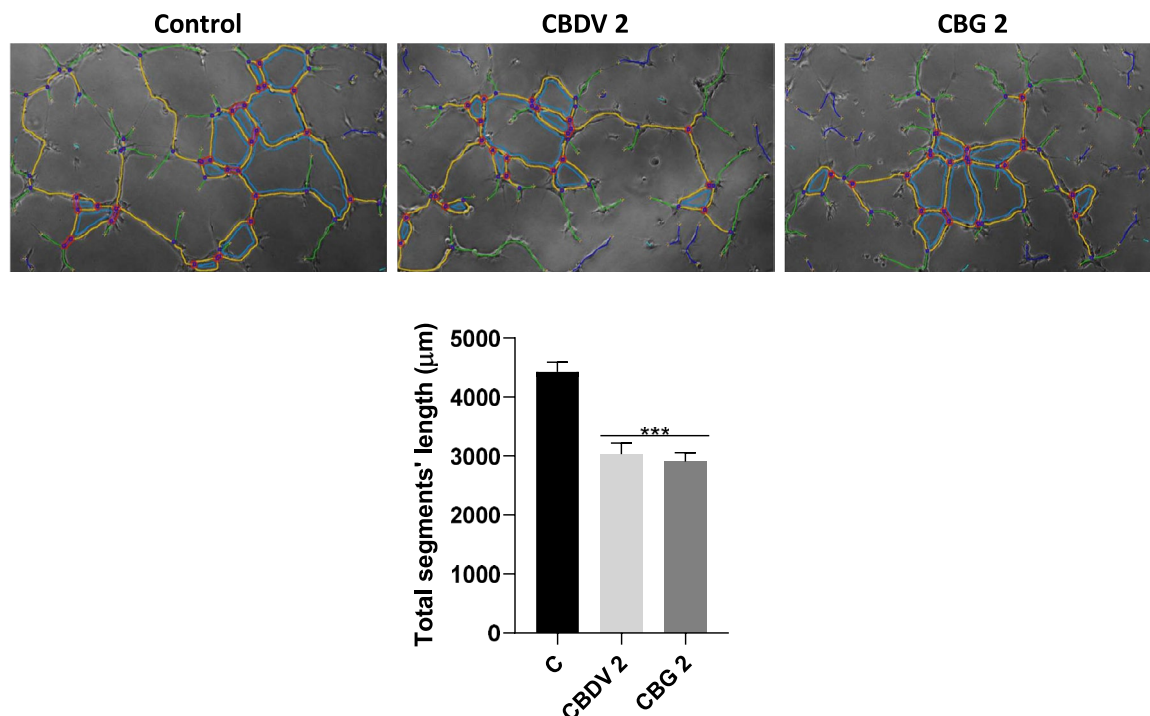 Control
CBDV 2
CBG 2
Total segments' length (μm)
5000
4000
3000
2000
1000
0
***
C
CBDV 2
CBG 2